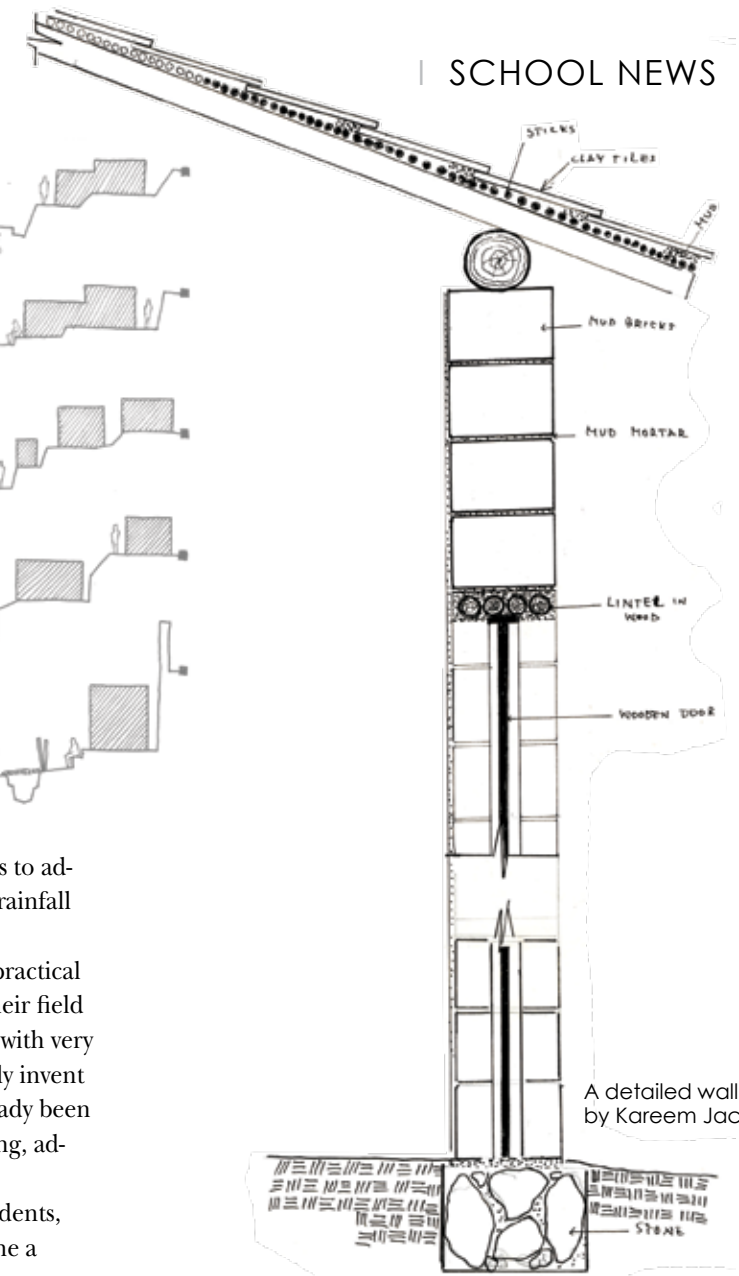 SCHOOL NEWS
STICKS
CLAY TILES
MUD
MUD BRICKS
MUD MORTAR
LINTEL IN
WOOD
WOODEN DOOR
STONE
A detailed wall
by Kareem Jac
s to ad-
rainfall
practical
eir field
with very
ly invent
ady been
ng, ad-
dents,
ne a